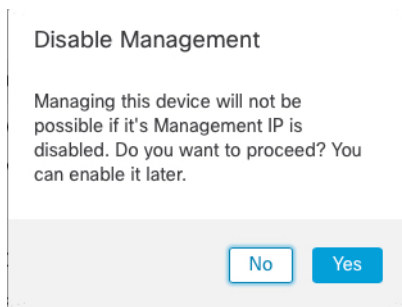 Disable Management
Managing this device will not be
possible if it's Management IP is
disabled. Do you want to proceed? You
can enable it later.
No
Yes